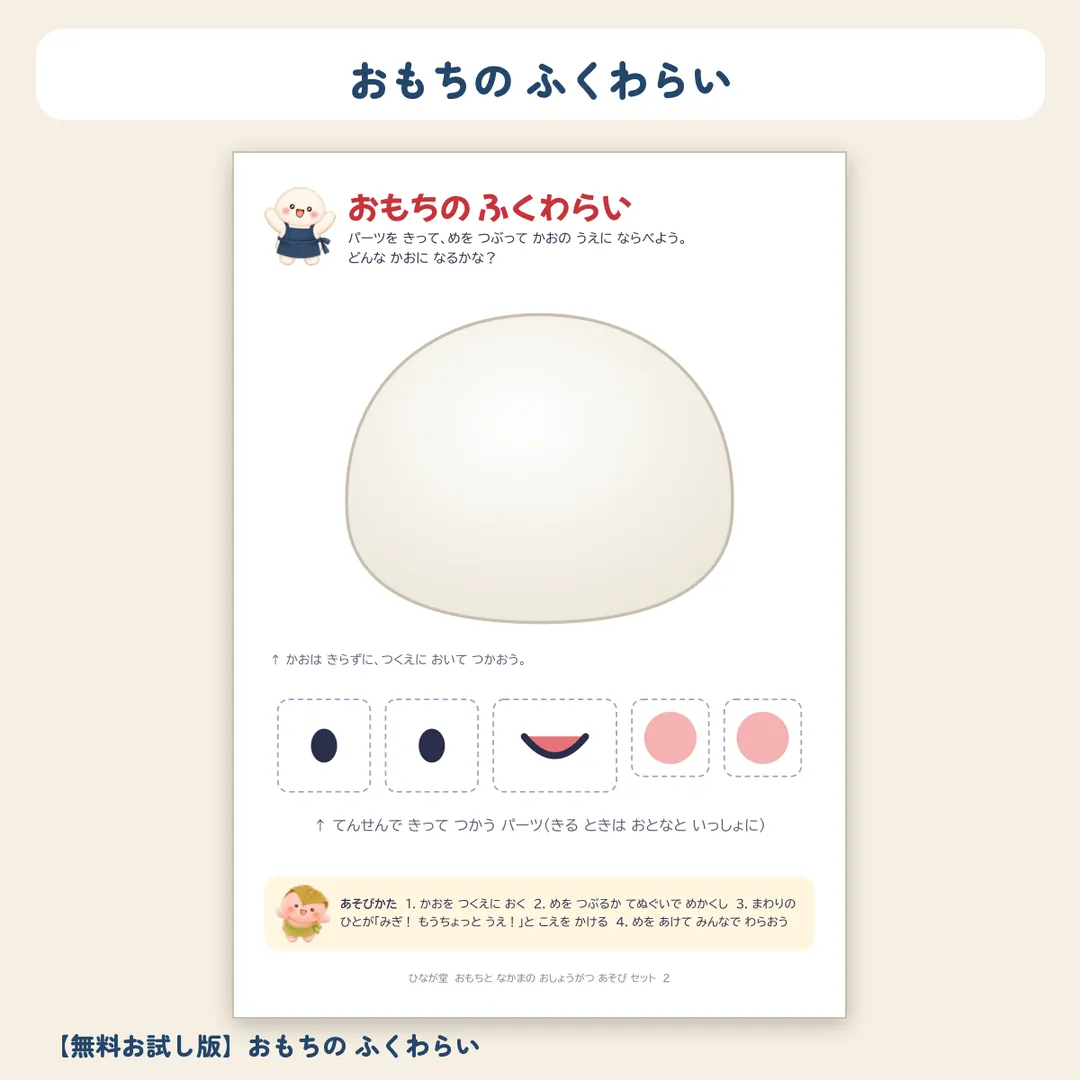 おもちの ふくわらい
おもちの ふくわらい
パーツを きって、めを つぶって かおの うえに ならべよう。
どんな かおに なるかな？
↑ かおは きらずに、つくえに おいて つかおう。
↑ てんせんで きって つかう パーツ（きる ときは おとなと いっしょに）
あそびかた 1. かおを つくえに おく 2. めを つぶるか てぬぐいで めかくし 3. まわりの
ひとが「みぎ！ もうちょっと うえ！」と こえを かける 4. めを あけて みんなで わらおう
ひなが堂 おもちと なかまの おしょうがつ あそび セット 2
【無料お試し版】おもちの ふくわらい